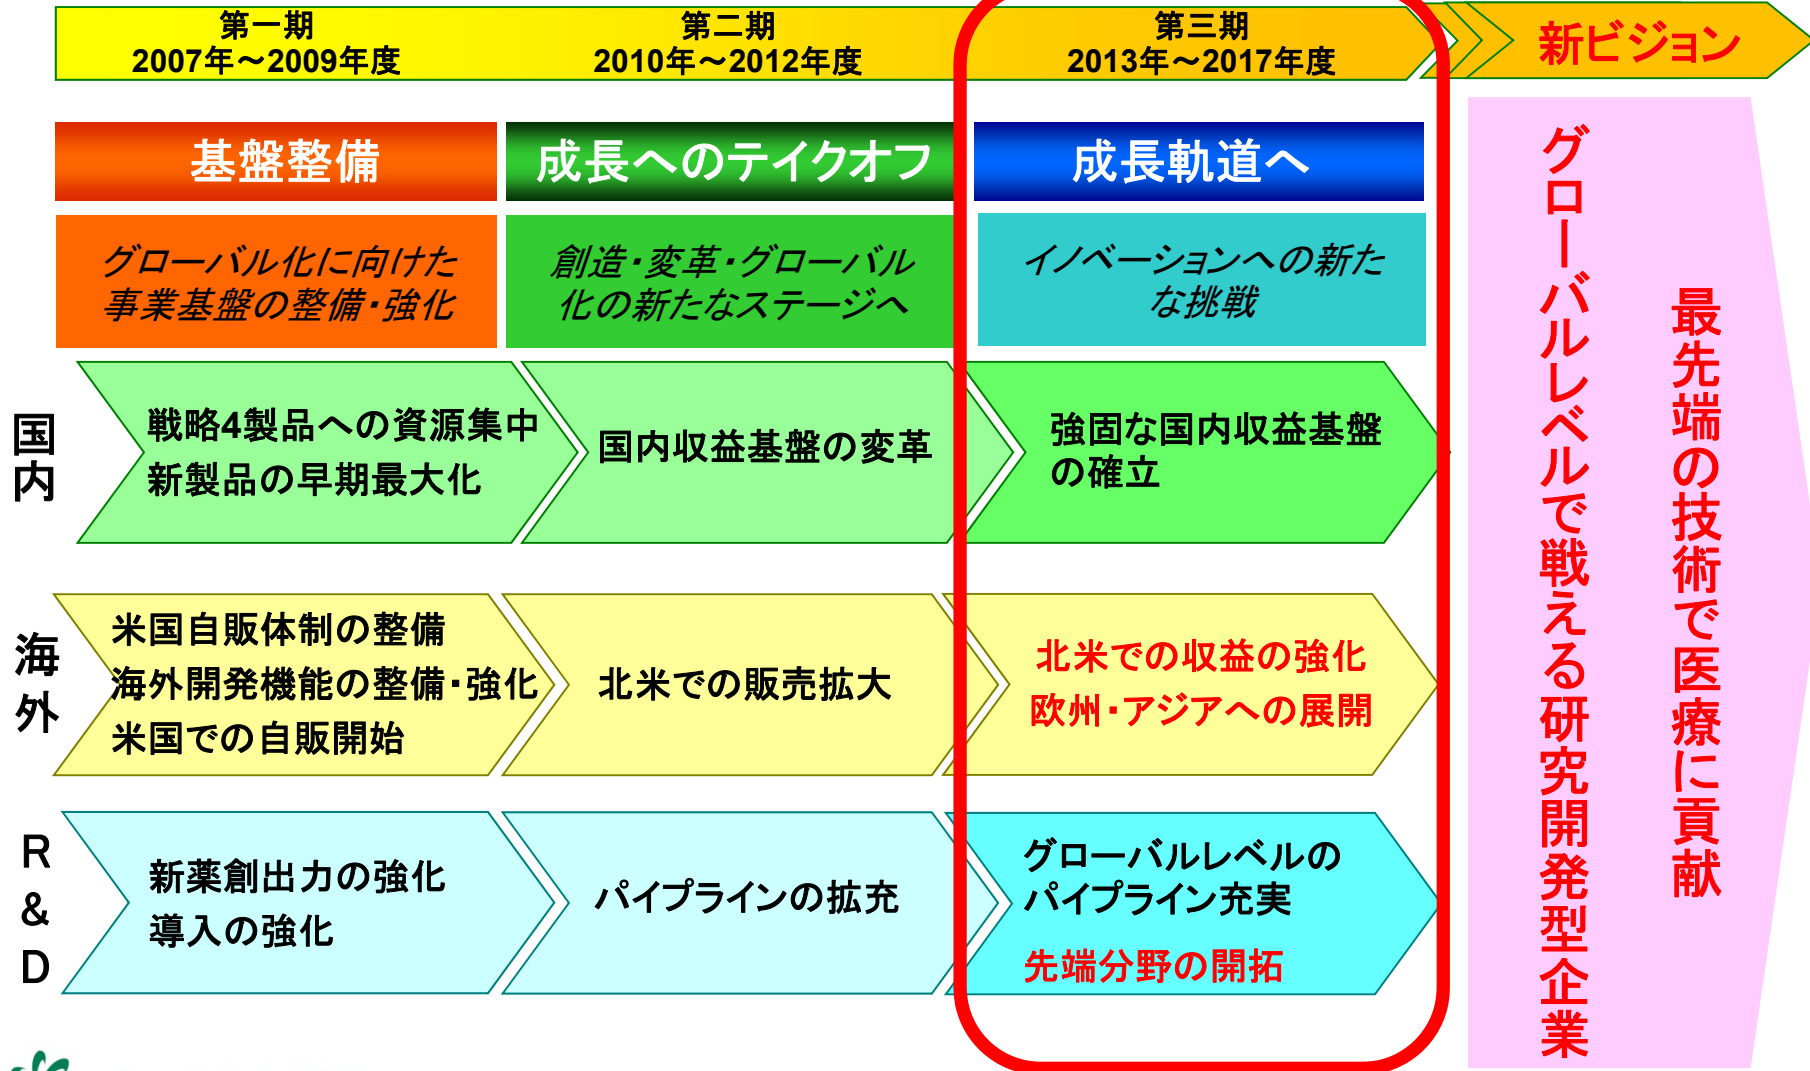 第一期
2007年～2009年度
第二期
2010年～2012年度
第三期
2013年～2017年度
新ビジョン
基盤整備
成長へのテイクオフ
成長軌道へ
グローバル化に向けた
事業基盤の整備・強化
創造・変革・グローバル
化の新たなステージへ
イノベーションへの新た
な挑戦
国内
戦略4製品への資源集中
新製品の早期最大化
国内収益基盤の変革
強固な国内収益基盤
の確立
海外
米国自販体制の整備
海外開発機能の整備・強化
米国での自販開始
北米での販売拡大
北米での収益の強化
欧州・アジアへの展開
R&D
新薬創出力の強化
導入の強化
パイプラインの拡充
グローバルレベルの
パイプライン充実
先端分野の開拓
最先端の技術で医療に貢献
グローバルレベルで戦える研究開発型企業